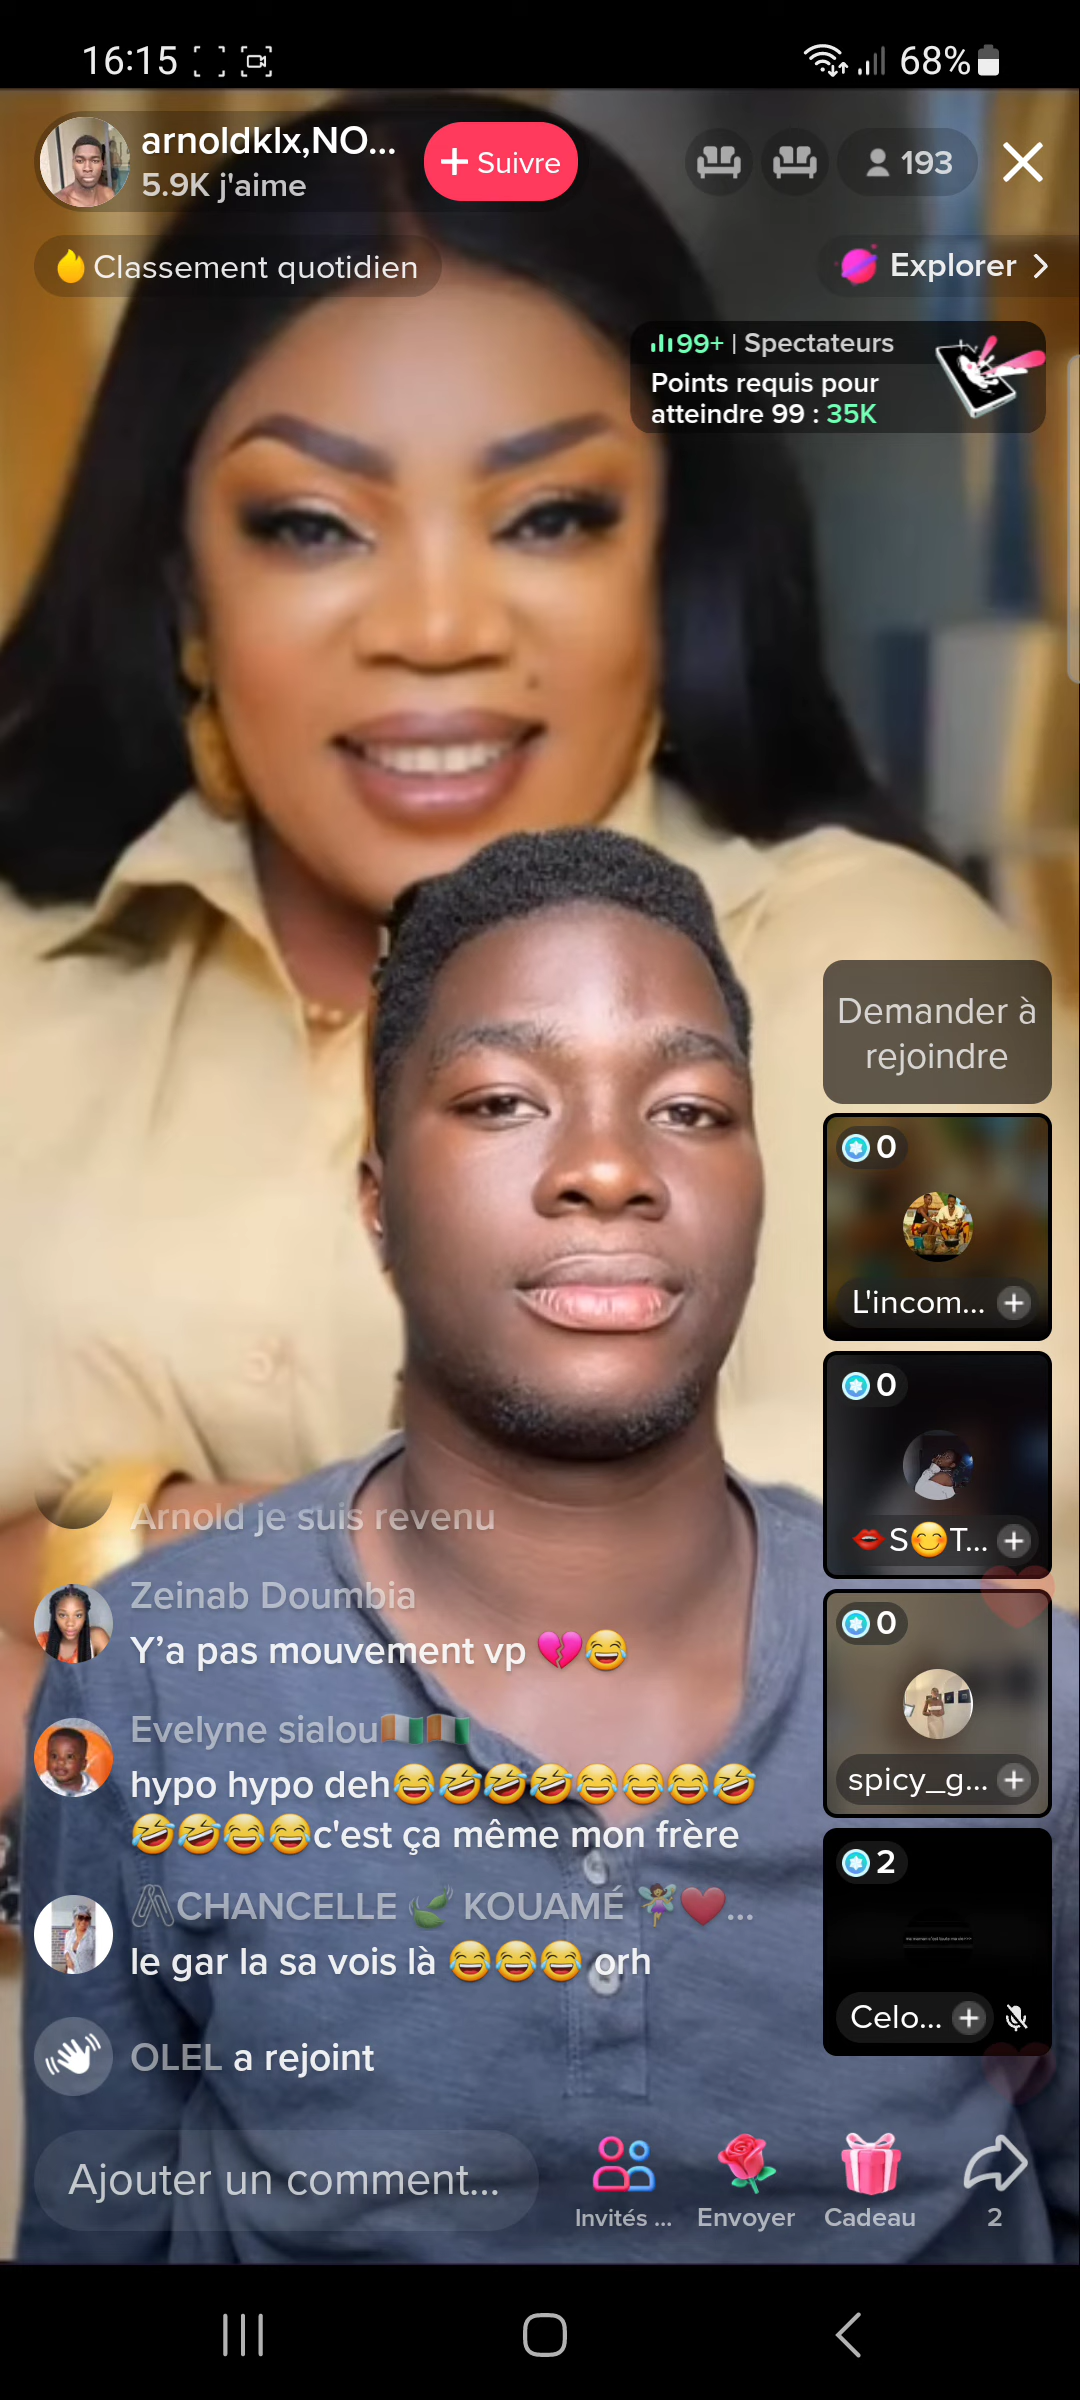 16:15
68%
arnoldklx,NO...
5.9K j'aime
+ Suivre
193
Classement quotidien
Explorer >
99+ | Spectateurs
Points requis pour
atteindre 99 : 35K
Demander à
rejoindre
0
L'incom... +
0
👄S😊T... +
0
spicy_g... +
2
Celo... +
Arnold je suis revenu
Zeinab Doumbia
Y’a pas mouvement vp 💔😂
Evelyne sialou🇨🇮🇨🇮
hypo hypo deh😂🤣🤣🤣😂😂😂🤣
🤣🤣😂😂c'est ça même mon frère
🖇CHANCELLE 🍃 KOUAMÉ 🧚❤️...
le gar la sa vois là 😂😂😂 orh
OLEL a rejoint
Ajouter un comment...
Invités ...
Envoyer
Cadeau
2